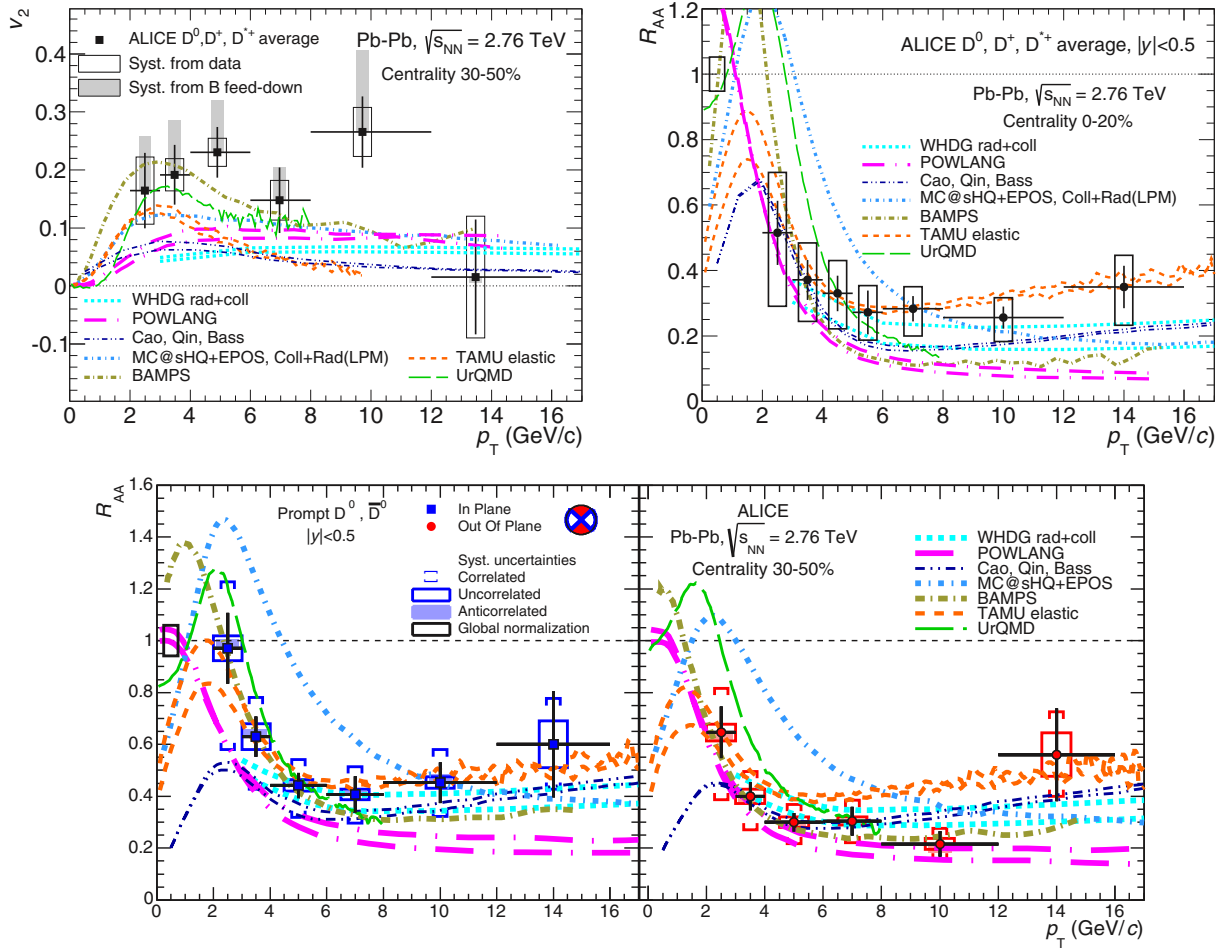 v₂
0.4
0.3
0.2
0.1
0
-0.1
ALICE D⁰,D⁺, D*⁺ average
Syst. from data
Syst. from B feed-down
Pb-Pb, √s_NN = 2.76 TeV
Centrality 30-50%
WHDG rad+coll
POWLANG
Cao, Qin, Bass
MC@sHQ+EPOS, Coll+Rad(LPM)
BAMPS
TAMU elastic
UrQMD
0 2 4 6 8 10 12 14 16
p_T (GeV/c)
R_AA
1.2
1
0.8
0.6
0.4
0.2
0
ALICE D⁰, D⁺, D*⁺ average, |y|<0.5
Pb-Pb, √s_NN = 2.76 TeV
Centrality 0-20%
WHDG rad+coll
POWLANG
Cao, Qin, Bass
MC@sHQ+EPOS, Coll+Rad(LPM)
BAMPS
TAMU elastic
UrQMD
0 2 4 6 8 10 12 14 16
p_T (GeV/c)
R_AA
1.6
1.4
1.2
1
0.8
0.6
0.4
0.2
0
Prompt D⁰, D̄⁰
|y|<0.5
In Plane
Out Of Plane
Syst. uncertainties
Correlated
Uncorrelated
Anticorrelated
Global normalization
0 2 4 6 8 10 12 14 16
ALICE
Pb-Pb, √s_NN = 2.76 TeV
Centrality 30-50%
WHDG rad+coll
POWLANG
Cao, Qin, Bass
MC@sHQ+EPOS
BAMPS
TAMU elastic
UrQMD
0 2 4 6 8 10 12 14 16
p_T (GeV/c)